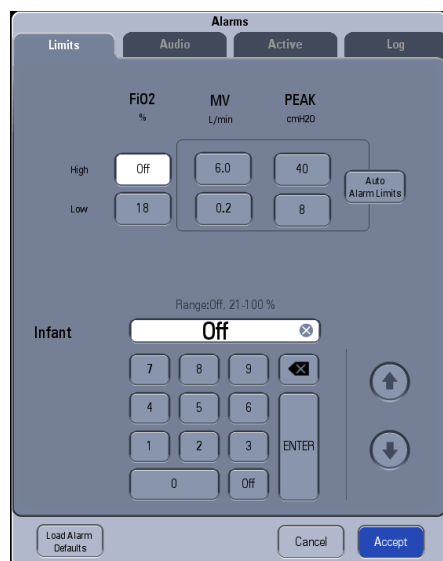 Alarms
Limits Audio Active Log
FiO2 MV PEAK
% L/min cmH2O
High Off 6.0 40
Auto
Alarm Limits
Low 18 0.2 8
Range:Off, 21-100 %
Infant Off
7 8 9
4 5 6
1 2 3 ENTER
0 Off
Load Alarm
Defaults
Cancel Accept